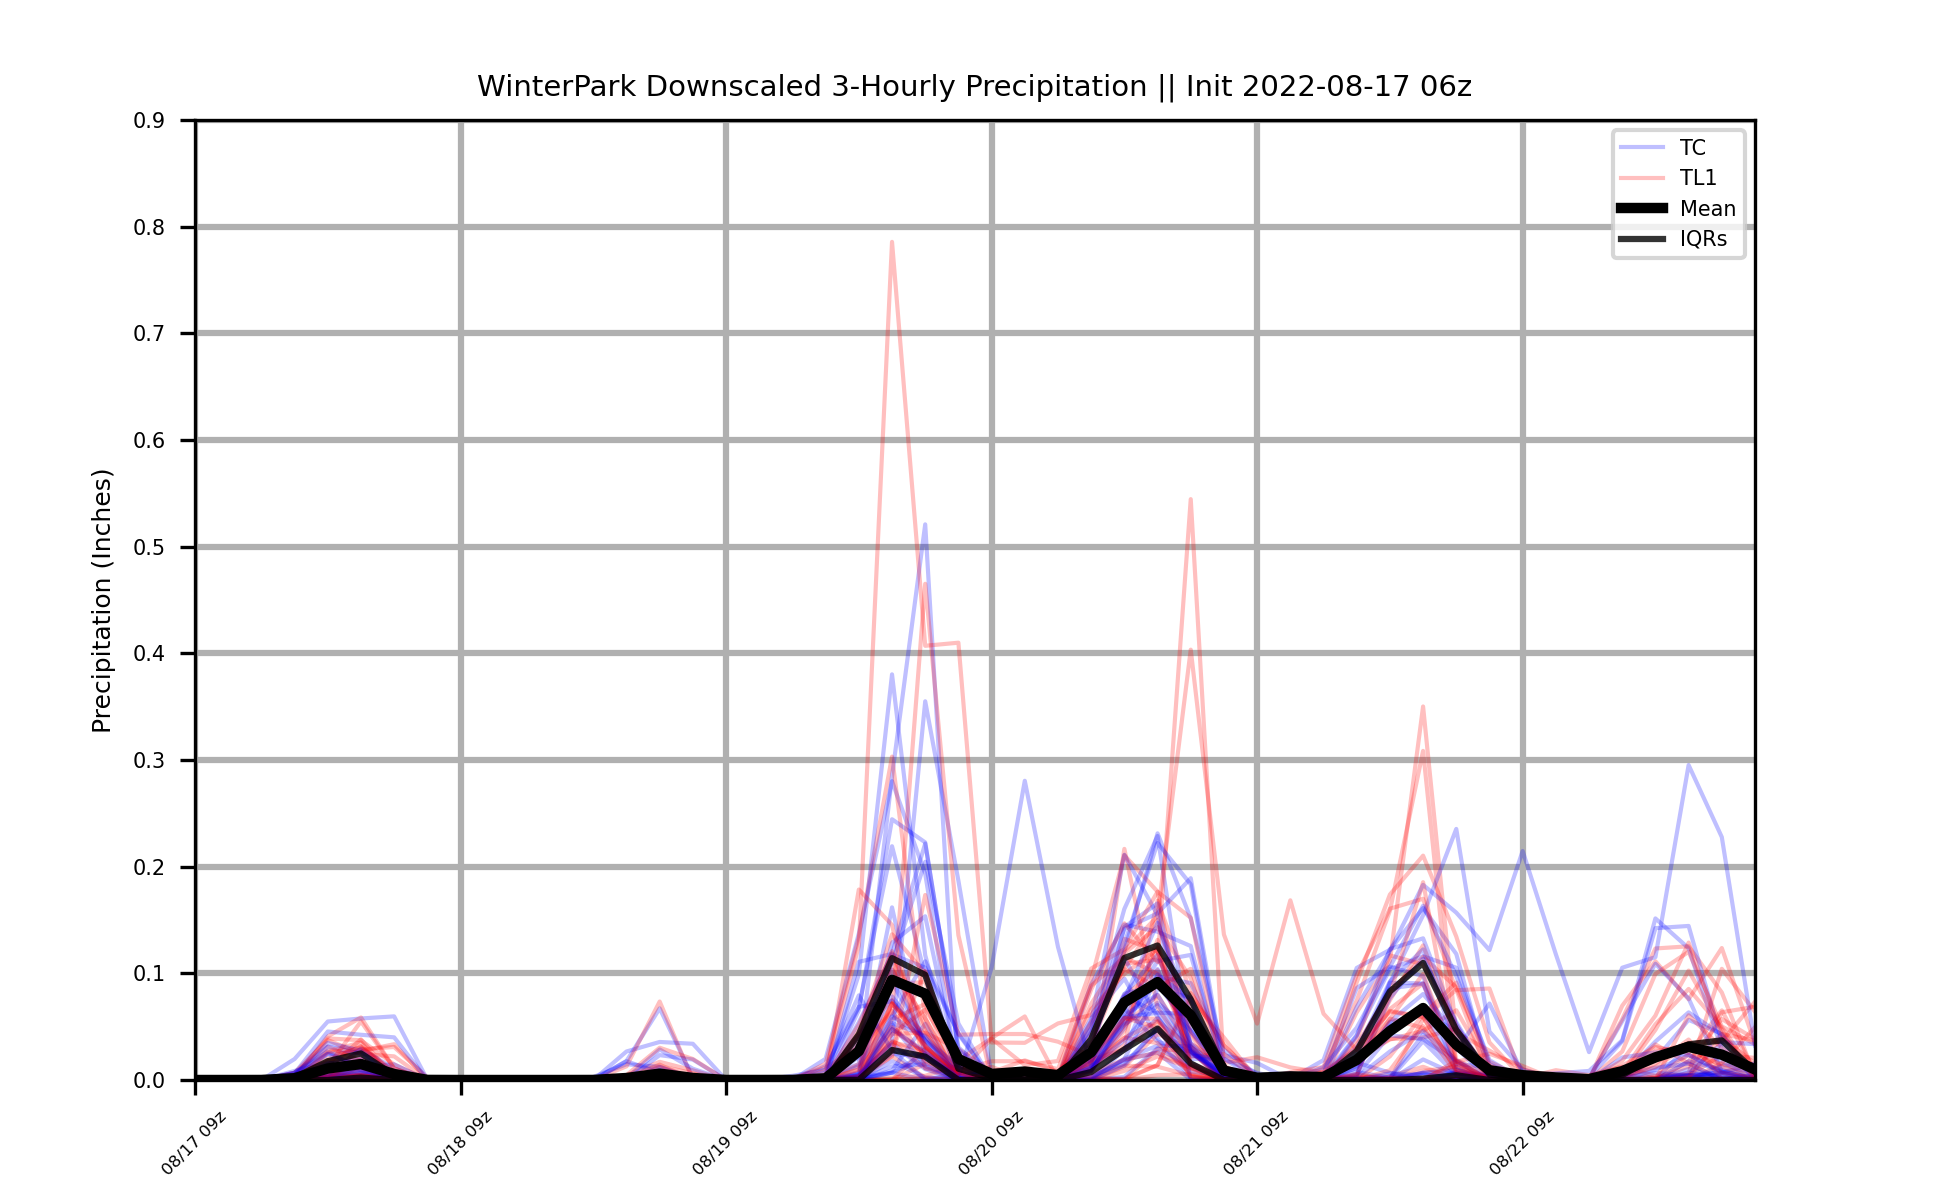 WinterPark Downscaled 3-Hourly Precipitation || Init 2022-08-17 06z
0.9
0.8
0.7
0.6
0.5
0.4
0.3
0.2
0.1
0.0
Precipitation (Inches)
TC
TL1
Mean
IQRs
08/17 09z
08/18 09z
08/19 09z
08/20 09z
08/21 09z
08/22 09z